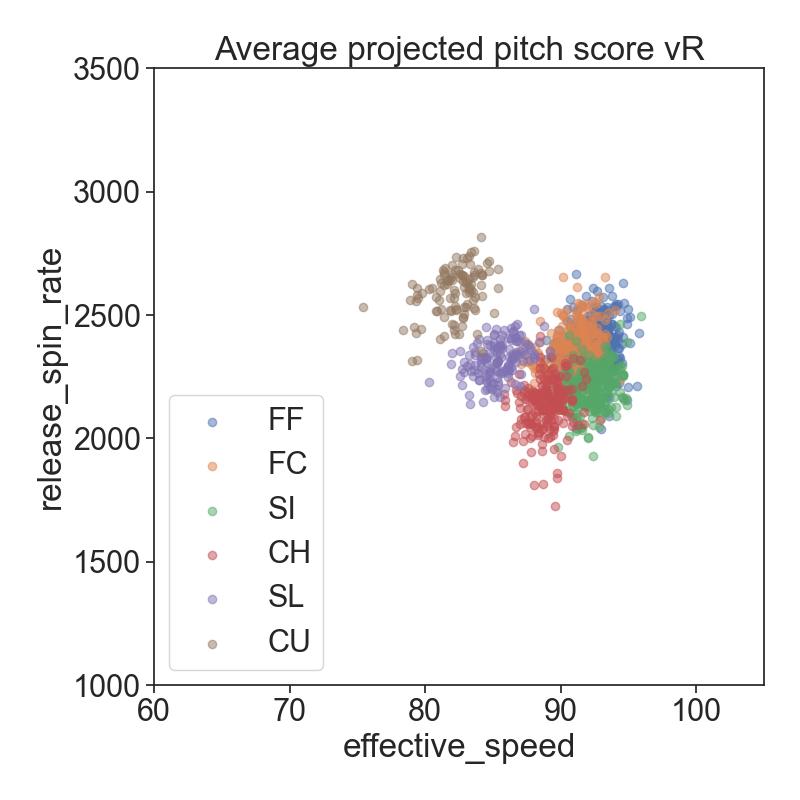 Average projected pitch score vR
3500
3000
2500
2000
1500
1000
release_spin_rate
FF
FC
SI
CH
SL
CU
60 70 80 90 100
effective_speed